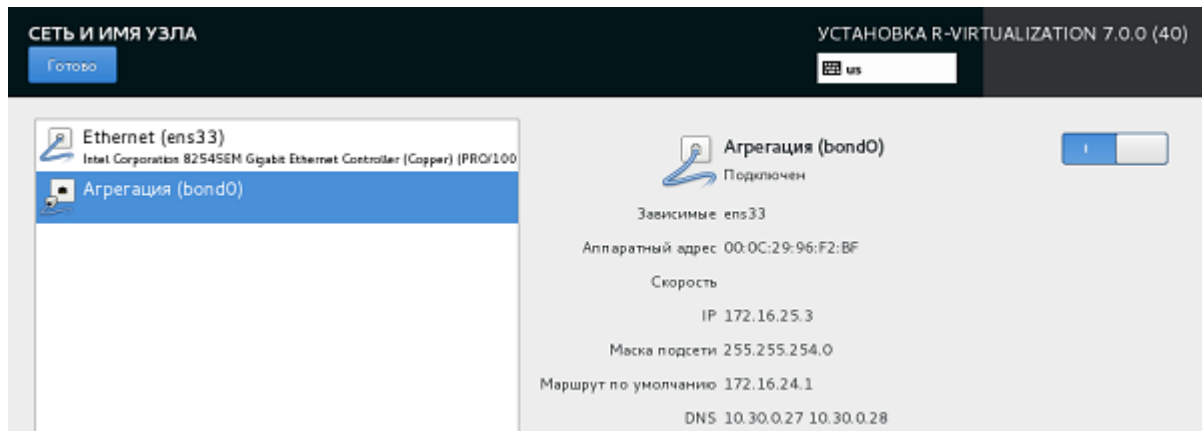 СЕТЬ И ИМЯ УЗЛА
Готово
УСТАНОВКА R-VIRTUALIZATION 7.0.0 (40)
us
Ethernet (ens33)
Intel Corporation 82545EM Gigabit Ethernet Controller (Copper) (PRO/100
Агрегация (bond0)
Агрегация (bond0)
Подключен
Зависимые ens33
Аппаратный адрес 00:0C:29:96:F2:BF
Скорость
IP 172.16.25.3
Маска подсети 255.255.254.0
Маршрут по умолчанию 172.16.24.1
DNS 10.30.0.27 10.30.0.28